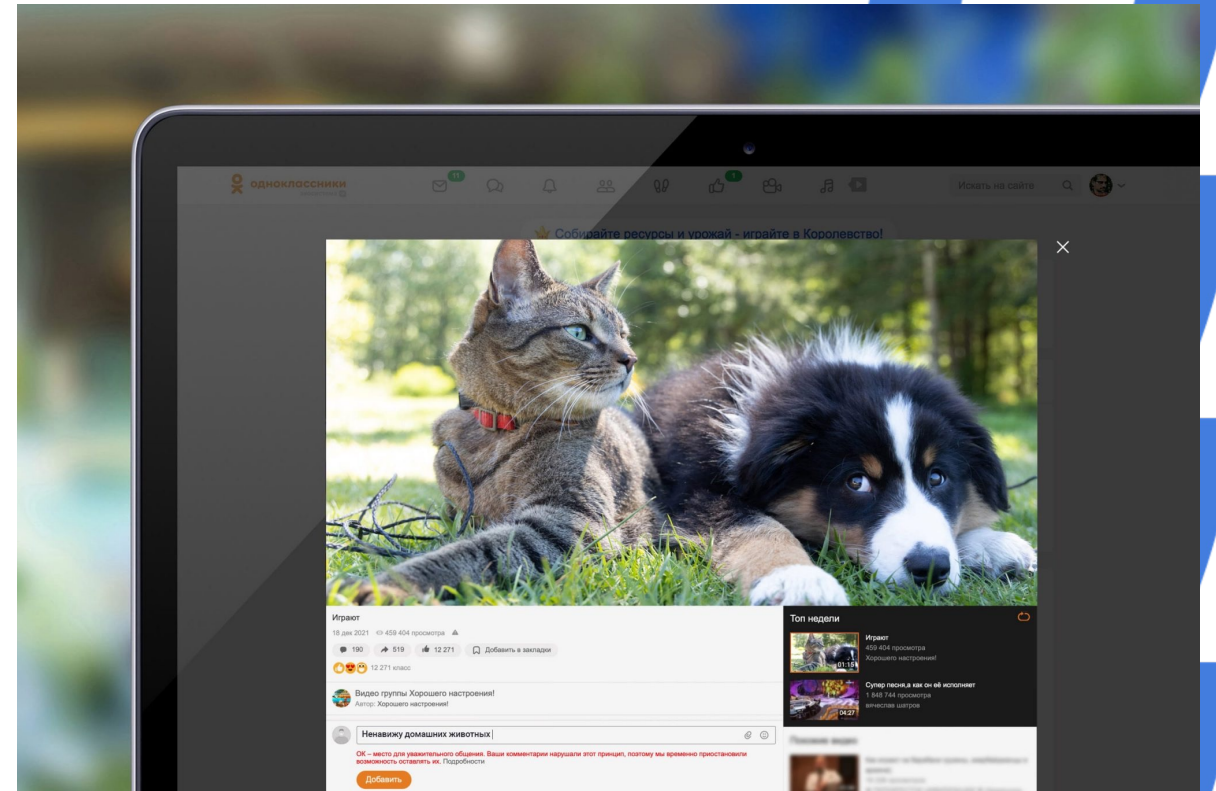 одноклоссники
11
1
Искать на сайте
Собирайте ресурсы и урожай - играйте в Королевство!
Играют
18 дек 2021 459 404 просмотра
190 519 12 271 Добавить в закладки
12 271 класс
Видео группы Хорошего настроения!
Автор: Хорошего настроения!
Ненавижу домашних животных
ОК – место для уважительного общения. Ваши комментарии нарушали этот принцип, поэтому мы временно приостановили
возможность оставлять их. Подробности
Добавить
Топ недели
Играют
459 404 просмотра
Хорошего настроения!
01:15
Супер песня,а как он её исполняет
1 848 744 просмотра
вячеслав шатров
04:27
Похожие видео